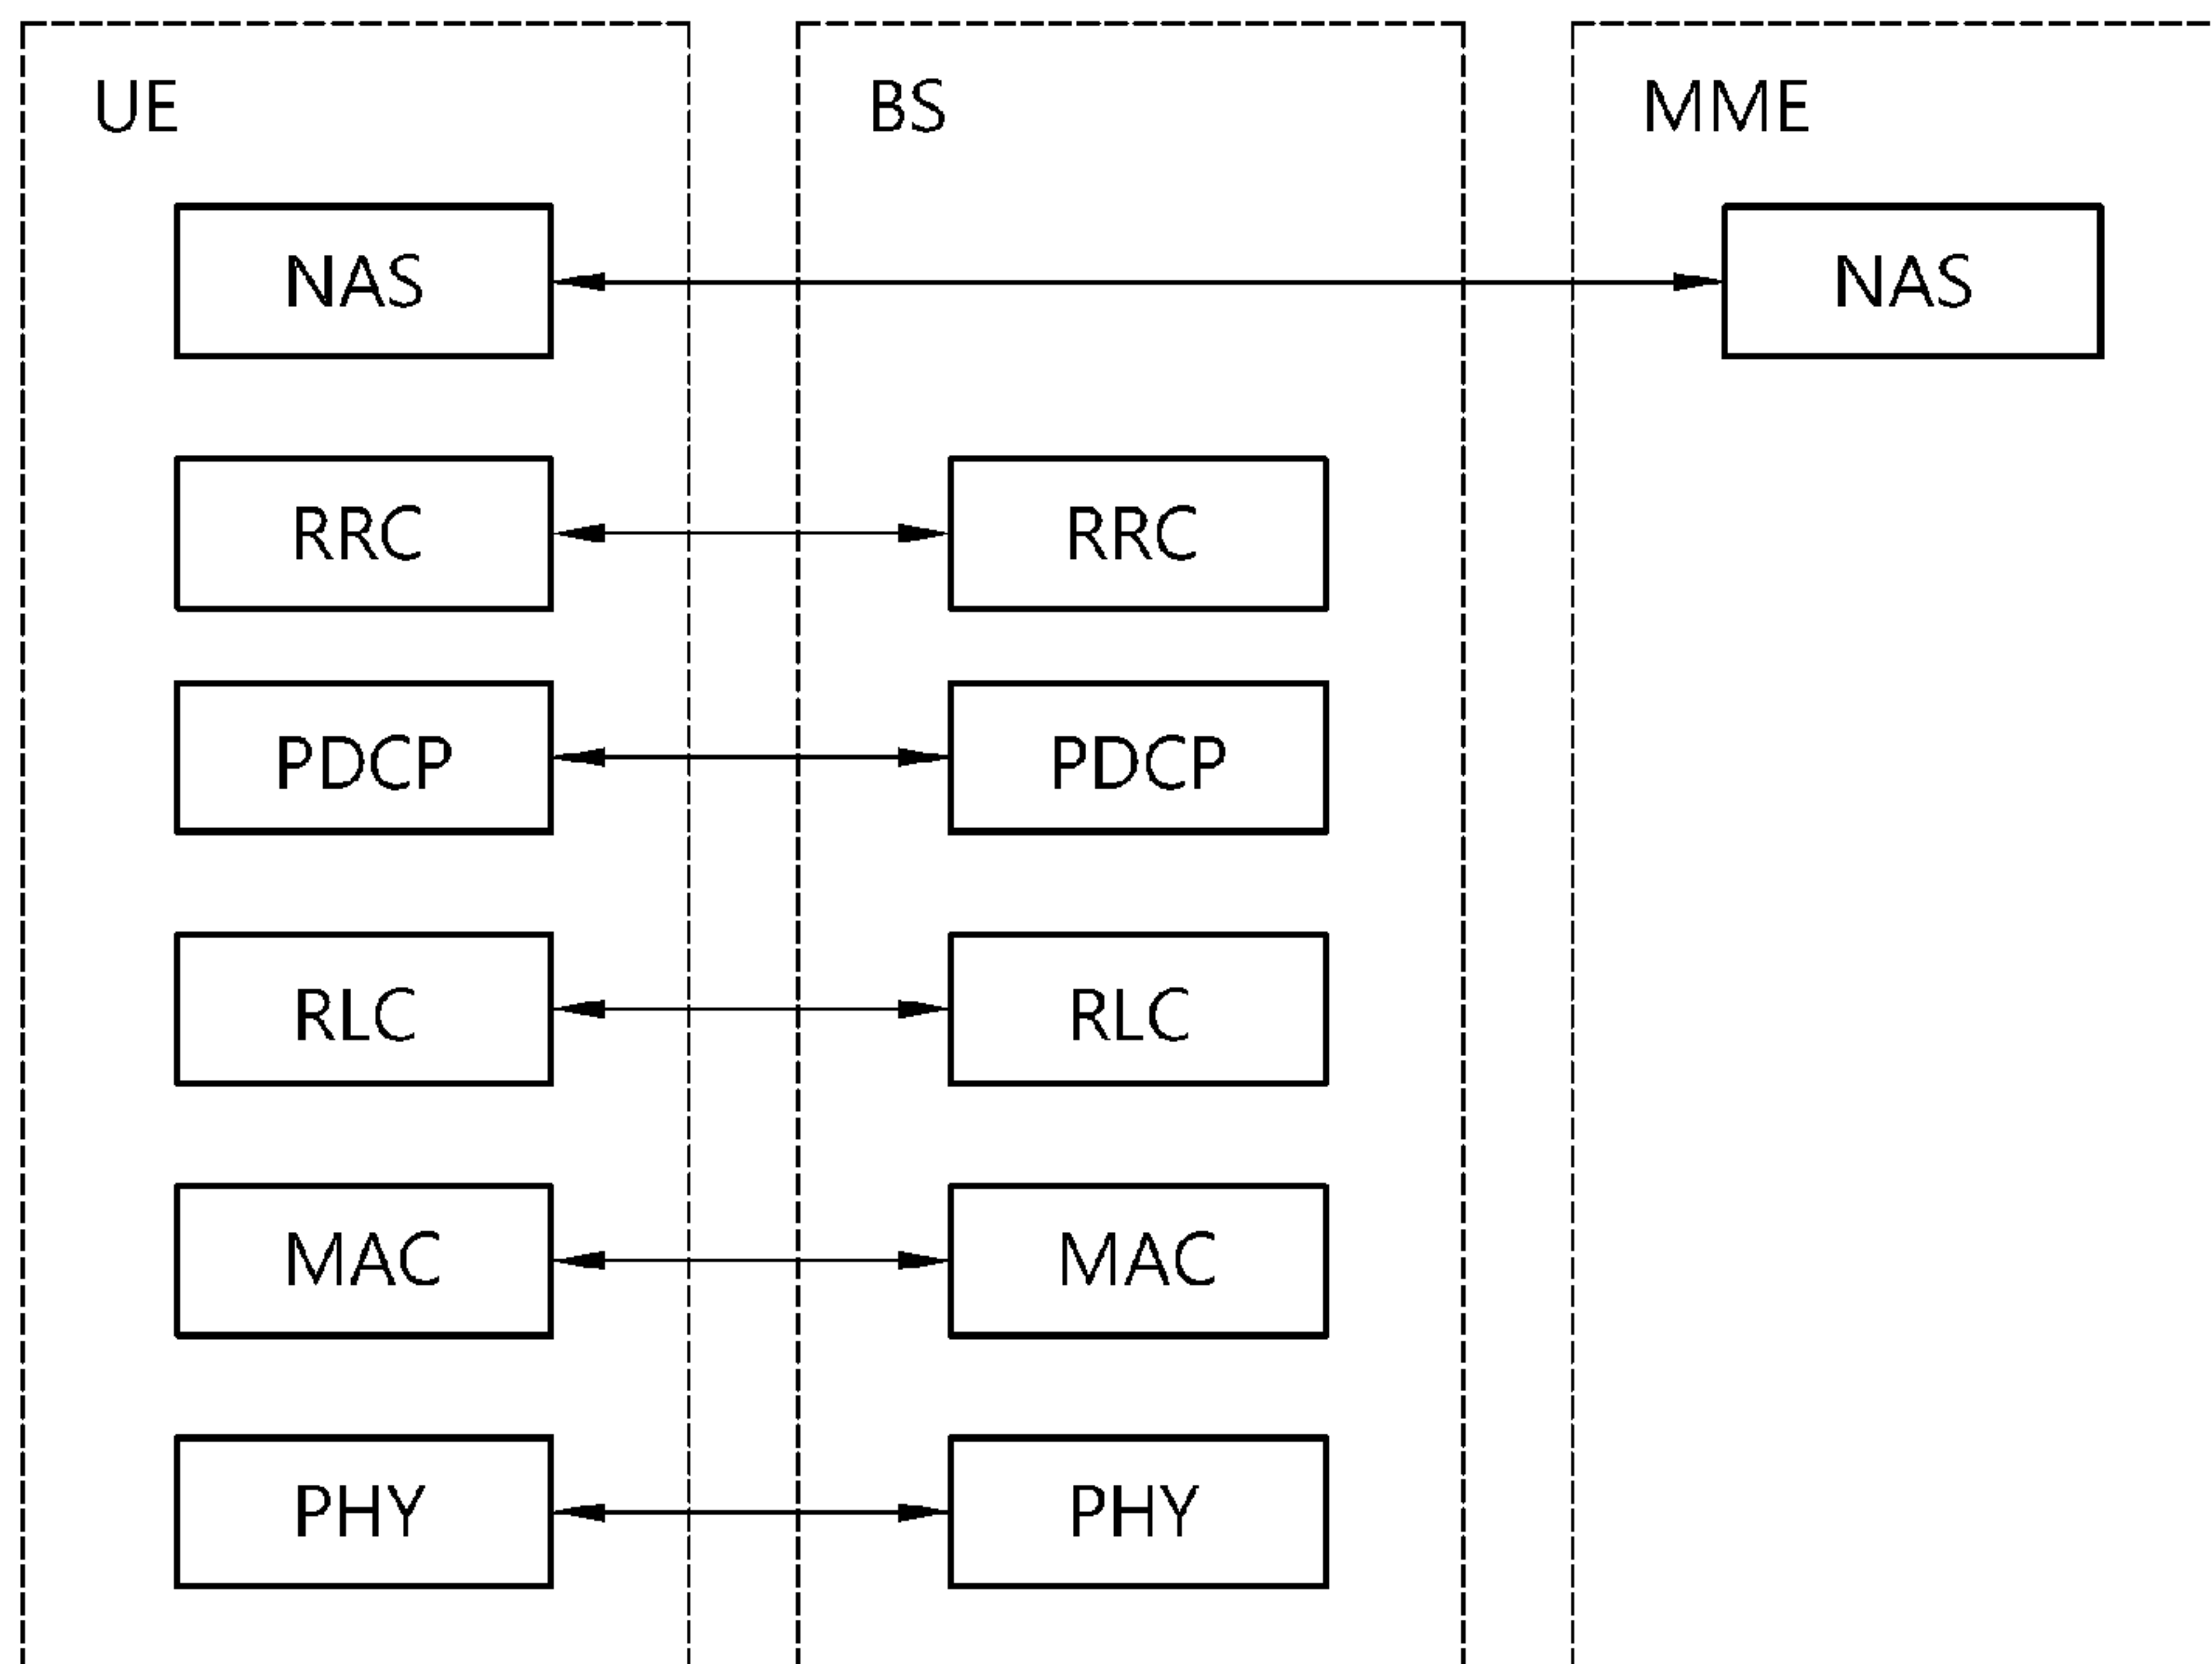 UE BS MME
NAS NAS
RRC RRC
PDCP PDCP
RLC RLC
MAC MAC
PHY PHY